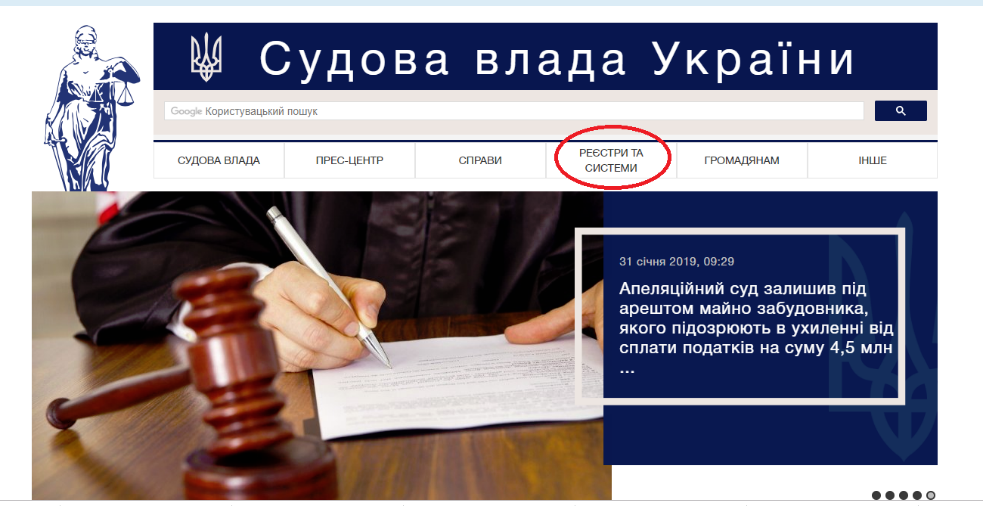 Судова влада України
Google Користувацький пошук
СУДОВА ВЛАДА
ПРЕС-ЦЕНТР
СПРАВИ
РЕЄСТРИ ТА
СИСТЕМИ
ГРОМАДЯНАМ
ІНШЕ
31 січня 2019, 09:29
Апеляційний суд залишив під
арештом майно забудовника,
якого підозрюють в ухиленні від
сплати податків на суму 4,5 млн
...